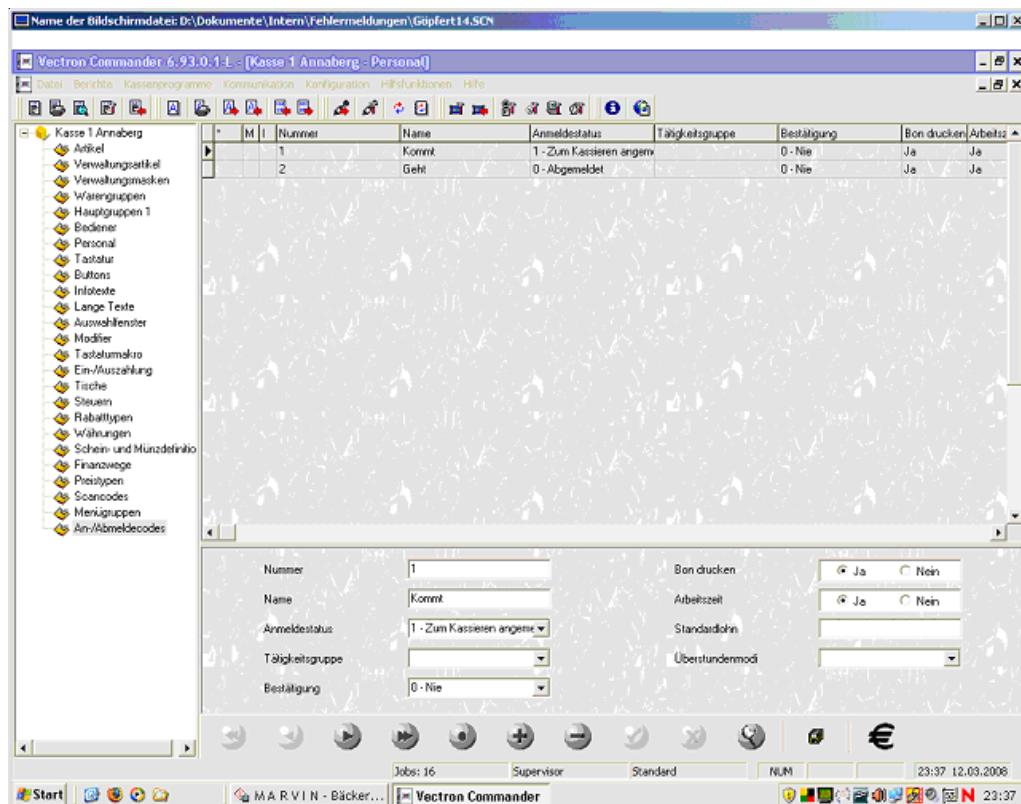 Name der Bildschirmdatei: D:\Dokumente\Intern\Fehlermeldungen\Göpfert14.SCN
Vectron Commander 6.93.0.1-L - [Kasse 1 Annaberg - Personal()]
Datei Berichte Kassenprogramme Kommunikation Konfiguration Hilfsfunktionen Hilfe
Kasse 1 Annaberg
Artikel
Verwaltungsartikel
Verwaltungsmasken
Warengruppen
Hauptgruppen 1
Bediener
Personal
Tastatur
Buttons
Infotexte
Lange Texte
Auswahlfenster
Modifier
Tastaturmakro
Ein-/Auszahlung
Tische
Steuern
Rabatttypen
Währungen
Schein- und Münzdefinitio
Finanzwege
Preistypen
Scancodes
Menügruppen
An-/Abmeldecodes
* M I Nummer Name Anmeldestatus Tätigkeitsgruppe Bestätigung Bon drucken Arbeitsz
1 Kommt 1 - Zum Kassieren angem 0 - Nie Ja Ja
2 Geht 0 - Abgemeldet 0 - Nie Ja Ja
Nummer 1
Name Kommt
Anmeldestatus 1 - Zum Kassieren angeme
Tätigkeitsgruppe
Bestätigung 0 - Nie
Bon drucken Ja Nein
Arbeitszeit Ja Nein
Standardlohn
Überstundenmodi
€
Jobs: 16 Supervisor Standard NUM 23:37 12.03.2008
Start M A R V I N - Bäcker... Vectron Commander N 23:37